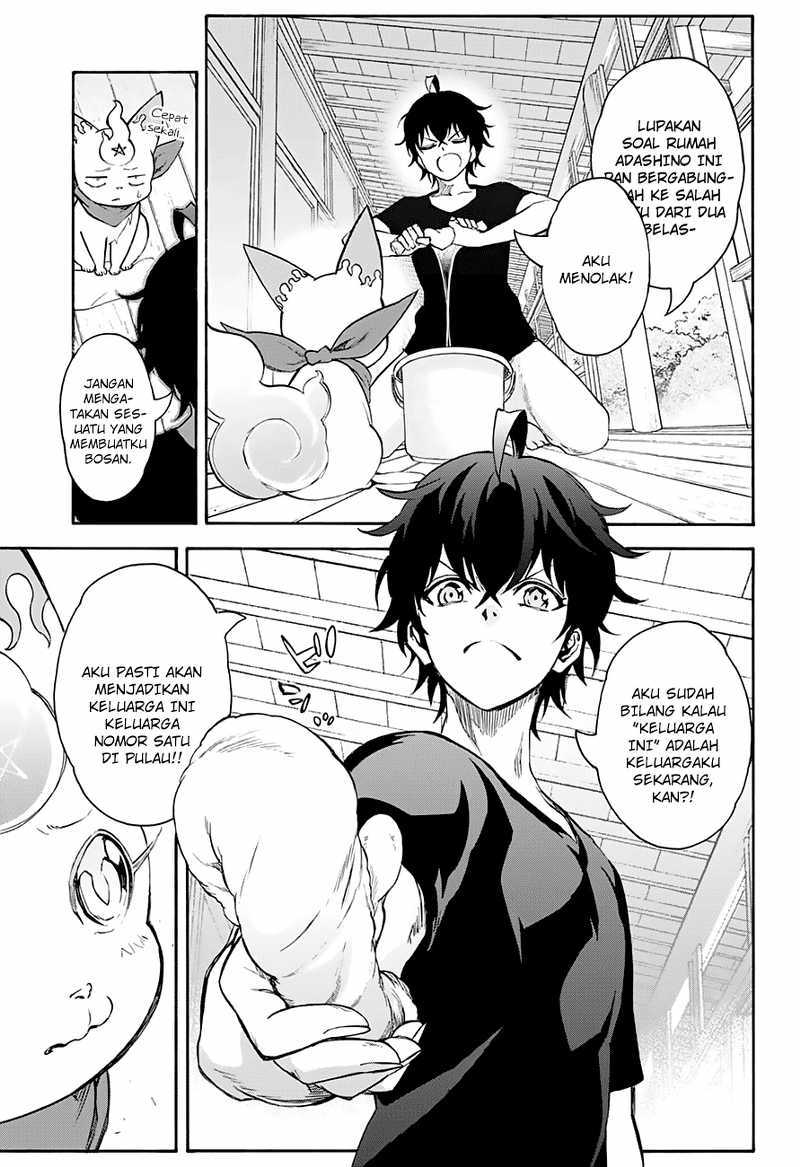 LUPAKAN
SOAL RUMAH
ADASHINO INI
DAN BERGABUNG-
LAH KE SALAH
SATU DARI DUA
BELAS-
AKU
MENOLAK!
Cepat
sekali...
JANGAN
MENGA-
TAKAN SES-
UATU YANG
MEMBUATKU
BOSAN.
AKU SUDAH
BILANG KALAU
"KELUARGA
INI" ADALAH
KELUARGAKU
SEKARANG,
KAN?!
AKU PASTI AKAN
MENJADIKAN
KELUARGA INI
KELUARGA
NOMOR SATU
DI PULAU!!